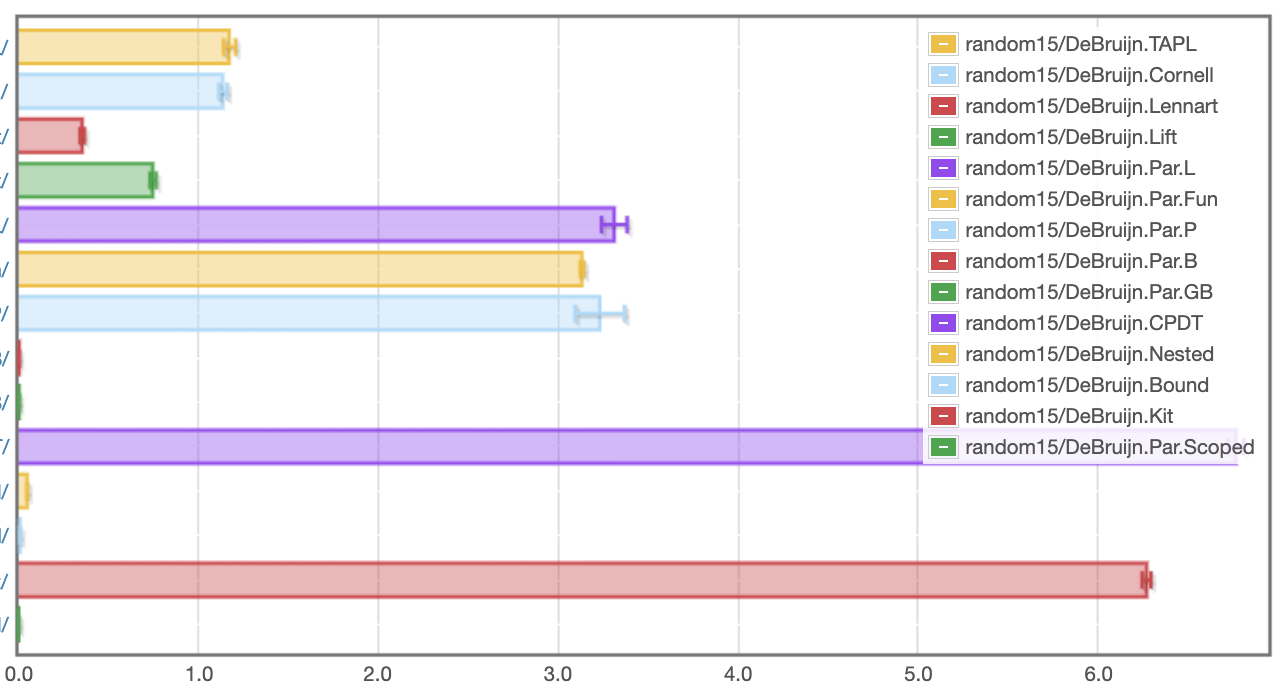 /
/
:/
:/
/
/
/
/
/
/
/
/
:/
/
random15/DeBruijn.TAPL
random15/DeBruijn.Cornell
random15/DeBruijn.Lennart
random15/DeBruijn.Lift
random15/DeBruijn.Par.L
random15/DeBruijn.Par.Fun
random15/DeBruijn.Par.P
random15/DeBruijn.Par.B
random15/DeBruijn.Par.GB
random15/DeBruijn.CPDT
random15/DeBruijn.Nested
random15/DeBruijn.Bound
random15/DeBruijn.Kit
random15/DeBruijn.Par.Scoped
0.0 1.0 2.0 3.0 4.0 5.0 6.0